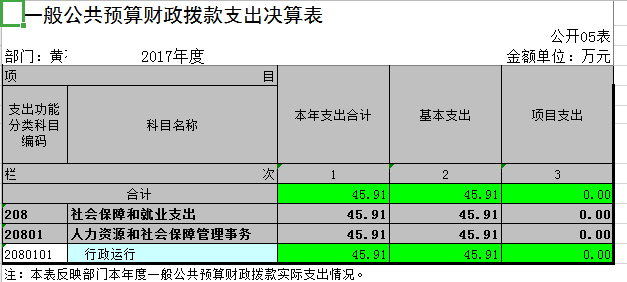 一般公共预算财政拨款支出决算表
公开05表
部门：黄 2017年度 金额单位：万元
项 目
支出功能分类科目编码 科目名称 本年支出合计 基本支出 项目支出
栏 次 1 2 3
合计 45.91 45.91 0.00
208 社会保障和就业支出 45.91 45.91 0.00
20801 人力资源和社会保障管理事务 45.91 45.91 0.00
2080101 行政运行 45.91 45.91 0.00
注：本表反映部门本年度一般公共预算财政拨款实际支出情况。